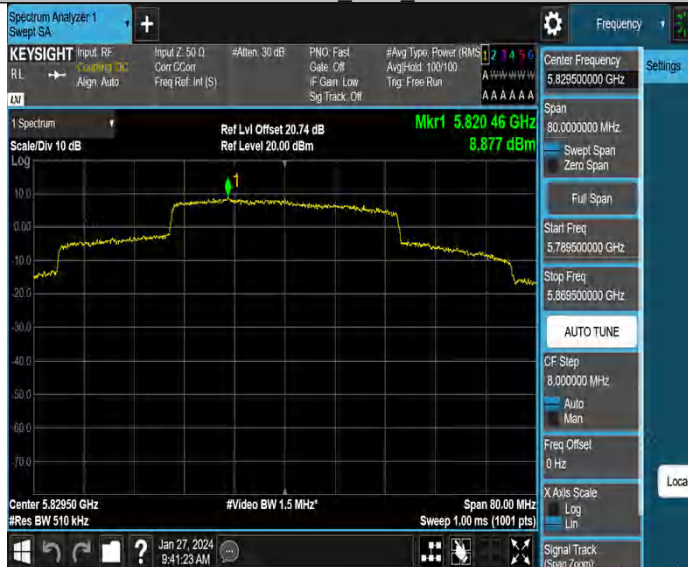 Spectrum Analyzer 1
Swept SA
+
Frequency
KEYSIGHT
RL
LXI
Input: RF
Coupling: DC
Align: Auto
Input Z: 50 Ω
Corr CCorr
Freq Ref: Int (S)
#Atten: 30 dB
PNO: Fast
Gate: Off
IF Gain: Low
Sig Track: Off
#Avg Type: Power (RMS
Avg|Hold: 100/100
Trig: Free Run
1 2 3 4 5 6
A W W W W W
A A A A A A
1 Spectrum
Scale/Div 10 dB
Log
Ref Lvl Offset 20.74 dB
Ref Level 20.00 dBm
Mkr1 5.820 46 GHz
8.877 dBm
1
10.0
0.00
-10.0
-20.0
-30.0
-40.0
-50.0
-60.0
-70.0
Center 5.82950 GHz
#Res BW 510 kHz
#Video BW 1.5 MHz*
Span 80.00 MHz
Sweep 1.00 ms (1001 pts)
?
Jan 27, 2024
9:41:23 AM
Center Frequency
5.829500000 GHz
Settings
Span
80.0000000 MHz
Swept Span
Zero Span
Full Span
Start Freq
5.789500000 GHz
Stop Freq
5.869500000 GHz
AUTO TUNE
CF Step
8.000000 MHz
Auto
Man
Freq Offset
0 Hz
X Axis Scale
Log
Lin
Loca
Signal Track
(Span Zoom)